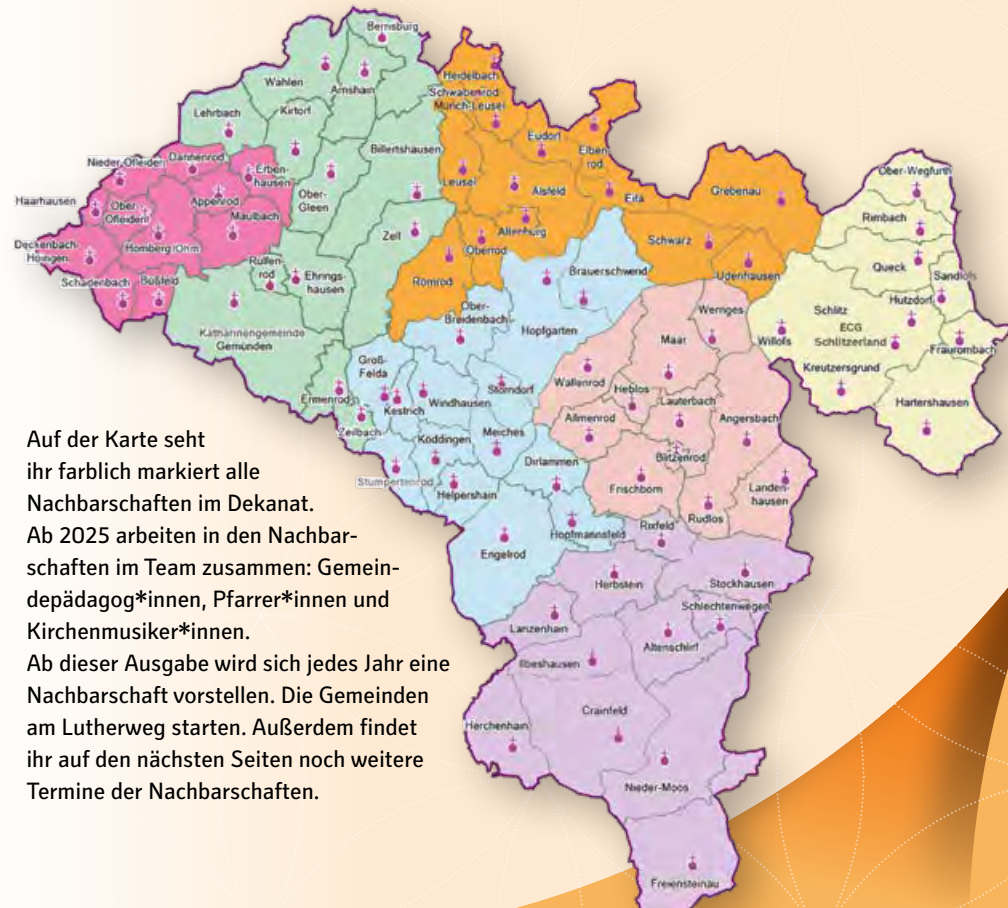 Bernsburg
Wahlen
Arnshain
Lehrbach
Kirtorf
Billertshausen
Ober-
Gleen
Zell
Ehrings-
hausen
Katharinengemeinde
Gemünden
Ermenrod
Zeilbach
Nieder-Ofleiden
Dannenrod
Erben-
hausen
Haarhausen
Ober
Ofleiden
Appenrod
Maulbach
Homberg/Ohm
Deckenbach-
Höingen
Schadenbach
Büßfeld
Rüllen-
rod
Heidelbach
Schwabenrod
Münch-Leusel
Eudorf
Elben-
rod
Leusel
Alsfeld
Eifa
Altenburg
Oberrod
Romrod
Grebenau
Schwarz
Udenhausen
Ober-Wegfurth
Rimbach
Queck
Sandlofs
Hutzdorf
Schlitz
ECG
Schlitzerland
Willofs
Fraurombach
Kreutzersgrund
Hartershausen
Brauerschwend
Ober-
Breidenbach
Hopfgarten
Groß-
Felda
Kestrich
Windhausen
Storndorf
Köddingen
Meiches
Stumpertenrod
Helpershain
Dirlammen
Engelrod
Hopfmannsfeld
Wernges
Maar
Wallenrod
Heblos
Lauterbach
Allmenrod
Angersbach
Blitzenrod
Frischborn
Landen-
hausen
Rudlos
Rixfeld
Herbstein
Stockhausen
Schlechtenwegen
Lanzenhain
Altenschlirf
Ilbeshausen
Crainfeld
Herchenhain
Nieder-Moos
Freiensteinau
Auf der Karte seht
ihr farblich markiert alle
Nachbarschaften im Dekanat.
Ab 2025 arbeiten in den Nachbar-
schaften im Team zusammen: Gemein-
depädagog*innen, Pfarrer*innen und
Kirchenmusiker*innen.
Ab dieser Ausgabe wird sich jedes Jahr eine
Nachbarschaft vorstellen. Die Gemeinden
am Lutherweg starten. Außerdem findet
ihr auf den nächsten Seiten noch weitere
Termine der Nachbarschaften.